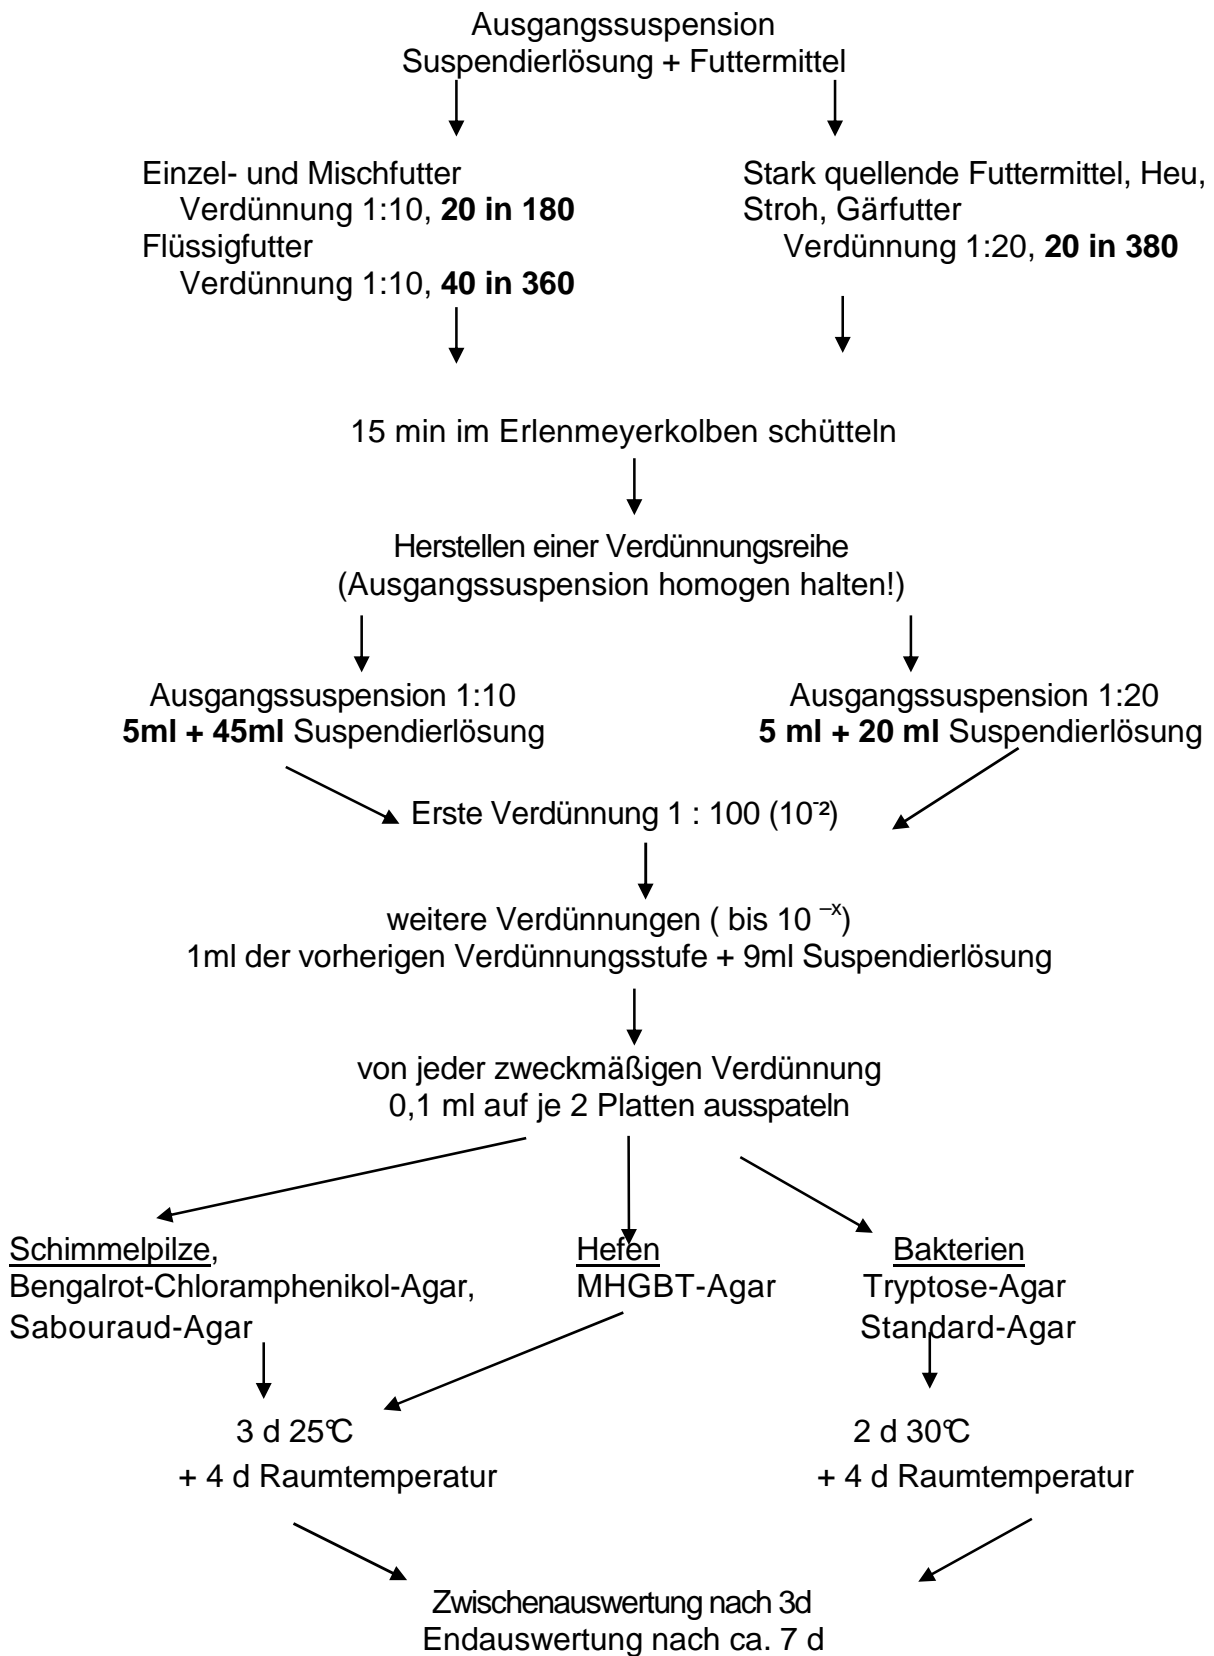 Ausgangssuspension
Suspendierlösung + Futtermittel
Einzel- und Mischfutter
Verdünnung 1:10, 20 in 180
Flüssigfutter
Verdünnung 1:10, 40 in 360
Stark quellende Futtermittel, Heu,
Stroh, Gärfutter
Verdünnung 1:20, 20 in 380
15 min im Erlenmeyerkolben schütteln
Herstellen einer Verdünnungsreihe
(Ausgangssuspension homogen halten!)
Ausgangssuspension 1:10
5ml + 45ml Suspendierlösung
Ausgangssuspension 1:20
5 ml + 20 ml Suspendierlösung
Erste Verdünnung 1 : 100 (10⁻²)
weitere Verdünnungen ( bis 10 ⁻ˣ)
1ml der vorherigen Verdünnungsstufe + 9ml Suspendierlösung
von jeder zweckmäßigen Verdünnung
0,1 ml auf je 2 Platten ausspateln
Schimmelpilze,
Bengalrot-Chloramphenikol-Agar,
Sabouraud-Agar
Hefen
MHGBT-Agar
Bakterien
Tryptose-Agar
Standard-Agar
3 d 25°C
+ 4 d Raumtemperatur
2 d 30°C
+ 4 d Raumtemperatur
Zwischenauswertung nach 3d
Endauswertung nach ca. 7 d